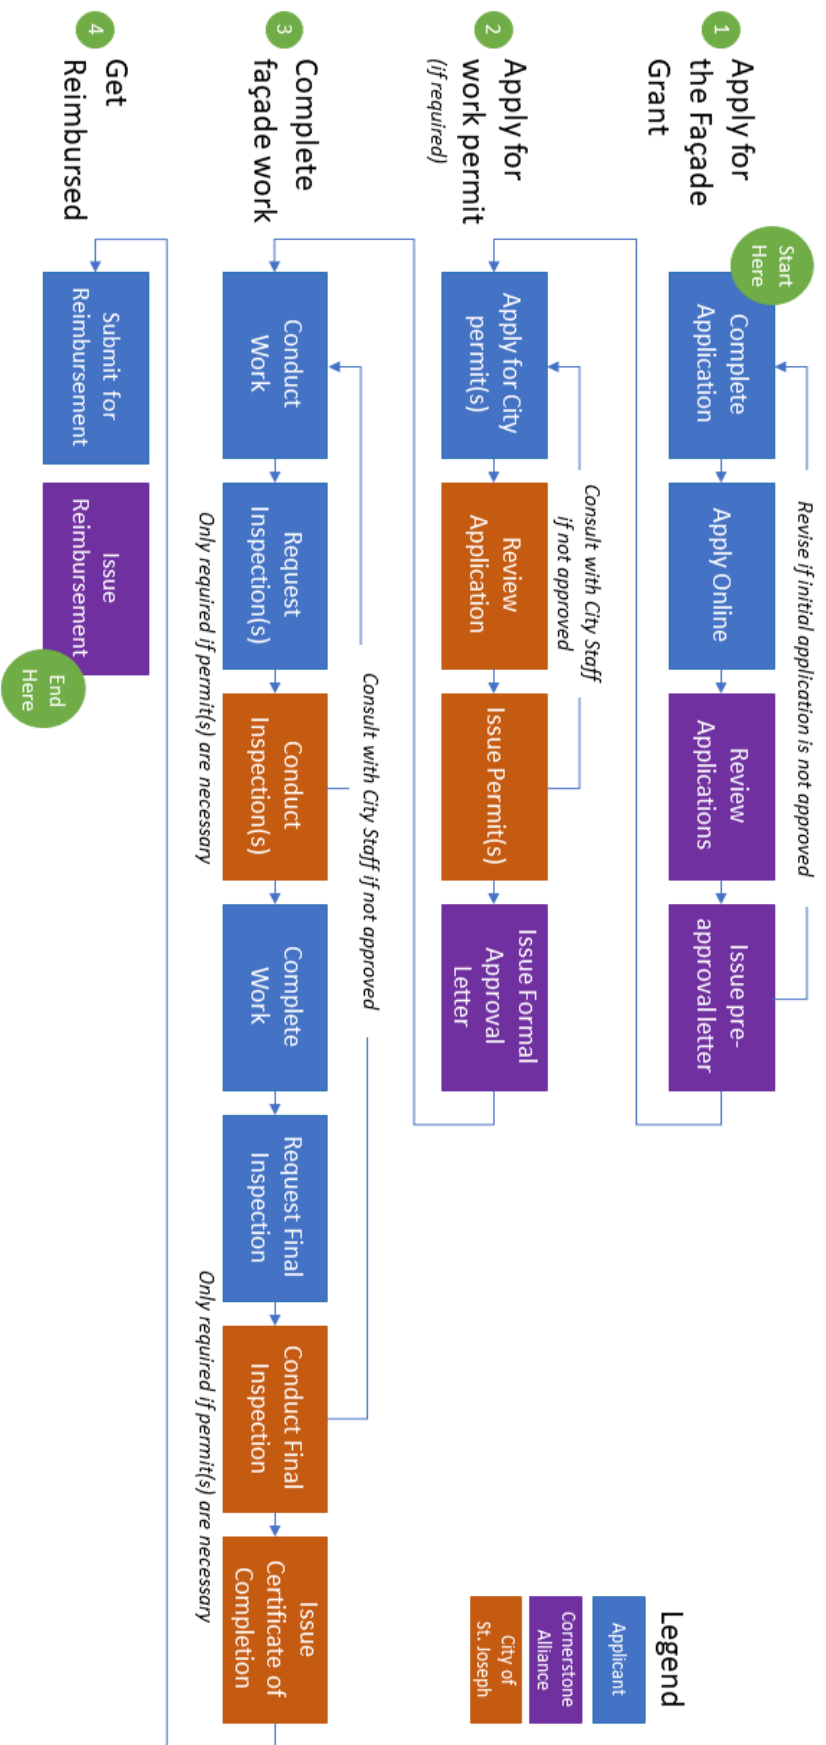 1
Apply for
the Façade
Grant
Start
Here
Complete
Application
Apply Online
Review
Applications
Issue pre-
approval letter
Revise if initial application is not approved
2
Apply for
work permit
(if required)
Apply for City
permit(s)
Review
Application
Issue Permit(s)
Issue Formal
Approval
Letter
Consult with City Staff
if not approved
3
Complete
façade work
Conduct
Work
Request
Inspection(s)
Conduct
Inspection(s)
Complete
Work
Request Final
Inspection
Conduct Final
Inspection
Issue
Certificate of
Completion
Consult with City Staff if not approved
Only required if permit(s) are necessary
Only required if permit(s) are necessary
4
Get
Reimbursed
Submit for
Reimbursement
Issue
Reimbursement
End
Here
Legend
Applicant
Cornerstone
Alliance
City of
St. Joseph